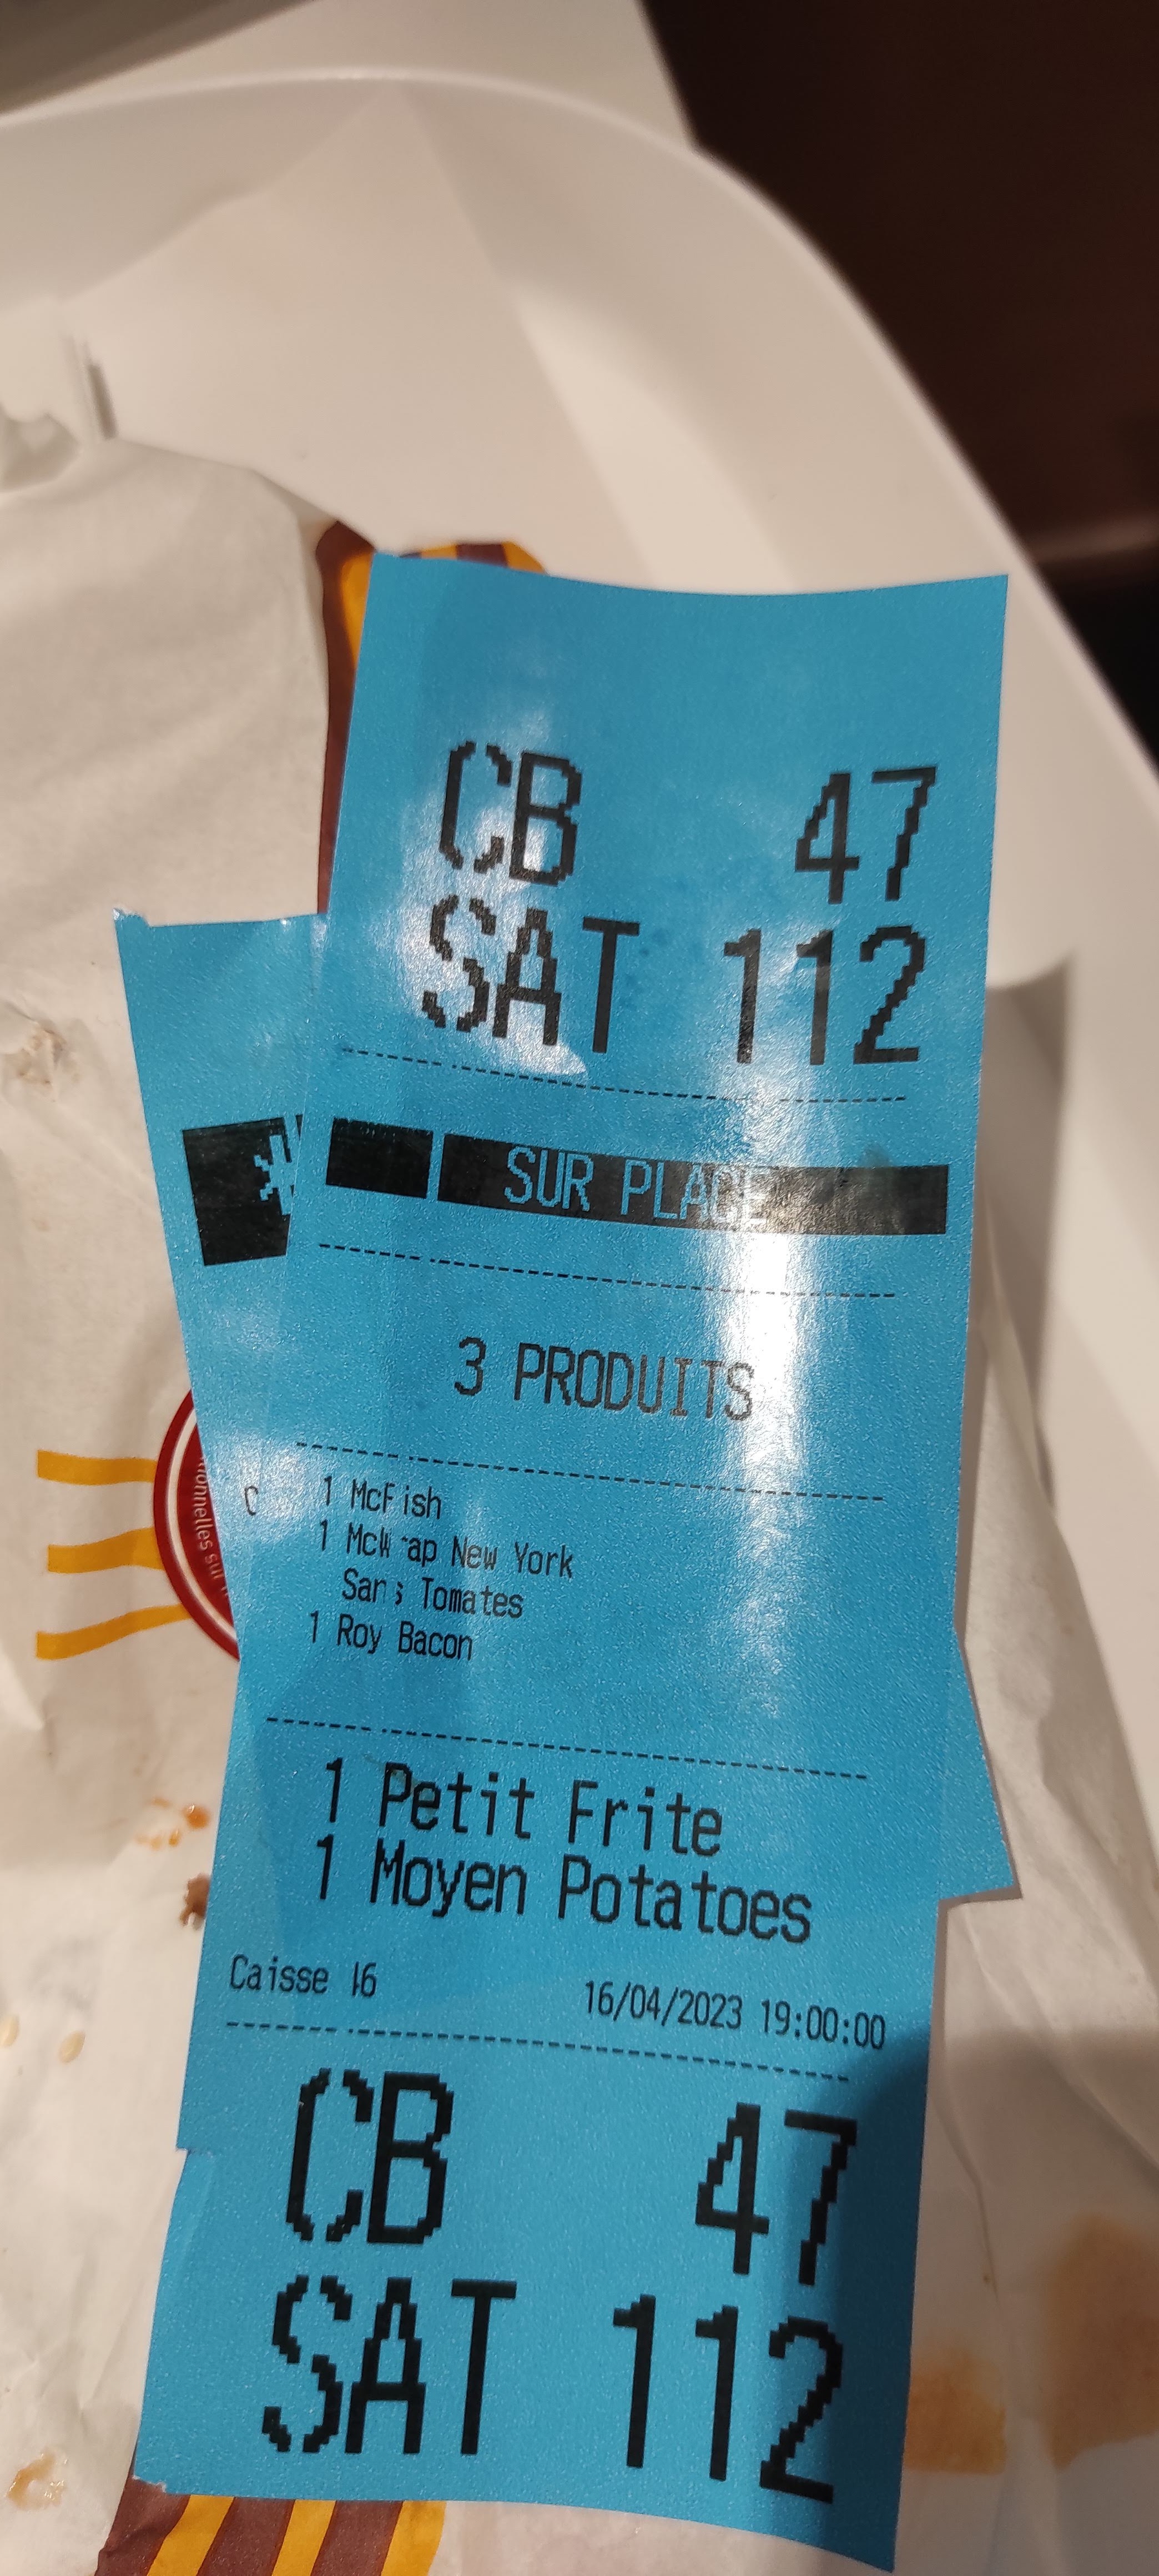 CB 47
SAT 112
SUR PLACE
3 PRODUITS
C
1 McFish
1 McWrap New York
Sans Tomates
1 Roy Bacon
1 Petit Frite
1 Moyen Potatoes
Caisse 16 16/04/2023 19:00:00
CB 47
SAT 112